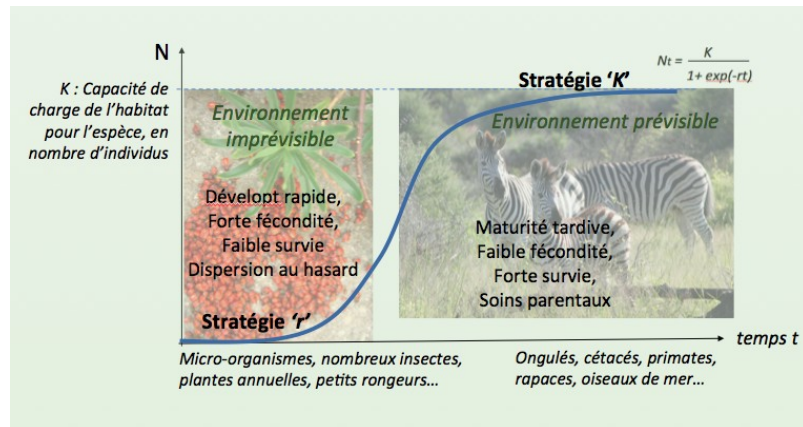 N
K : Capacité de
charge de l'habitat
pour l'espèce, en
nombre d'individus
Stratégie 'K'
Nt = K
1+ exp(-rt)
Environnement
imprévisible
Environnement prévisible
Dévelopt rapide,
Forte fécondité,
Faible survie
Dispersion au hasard
Maturité tardive,
Faible fécondité,
Forte survie,
Soins parentaux
Stratégie 'r'
temps t
Micro-organismes, nombreux insectes,
plantes annuelles, petits rongeurs...
Ongulés, cétacés, primates,
rapaces, oiseaux de mer...